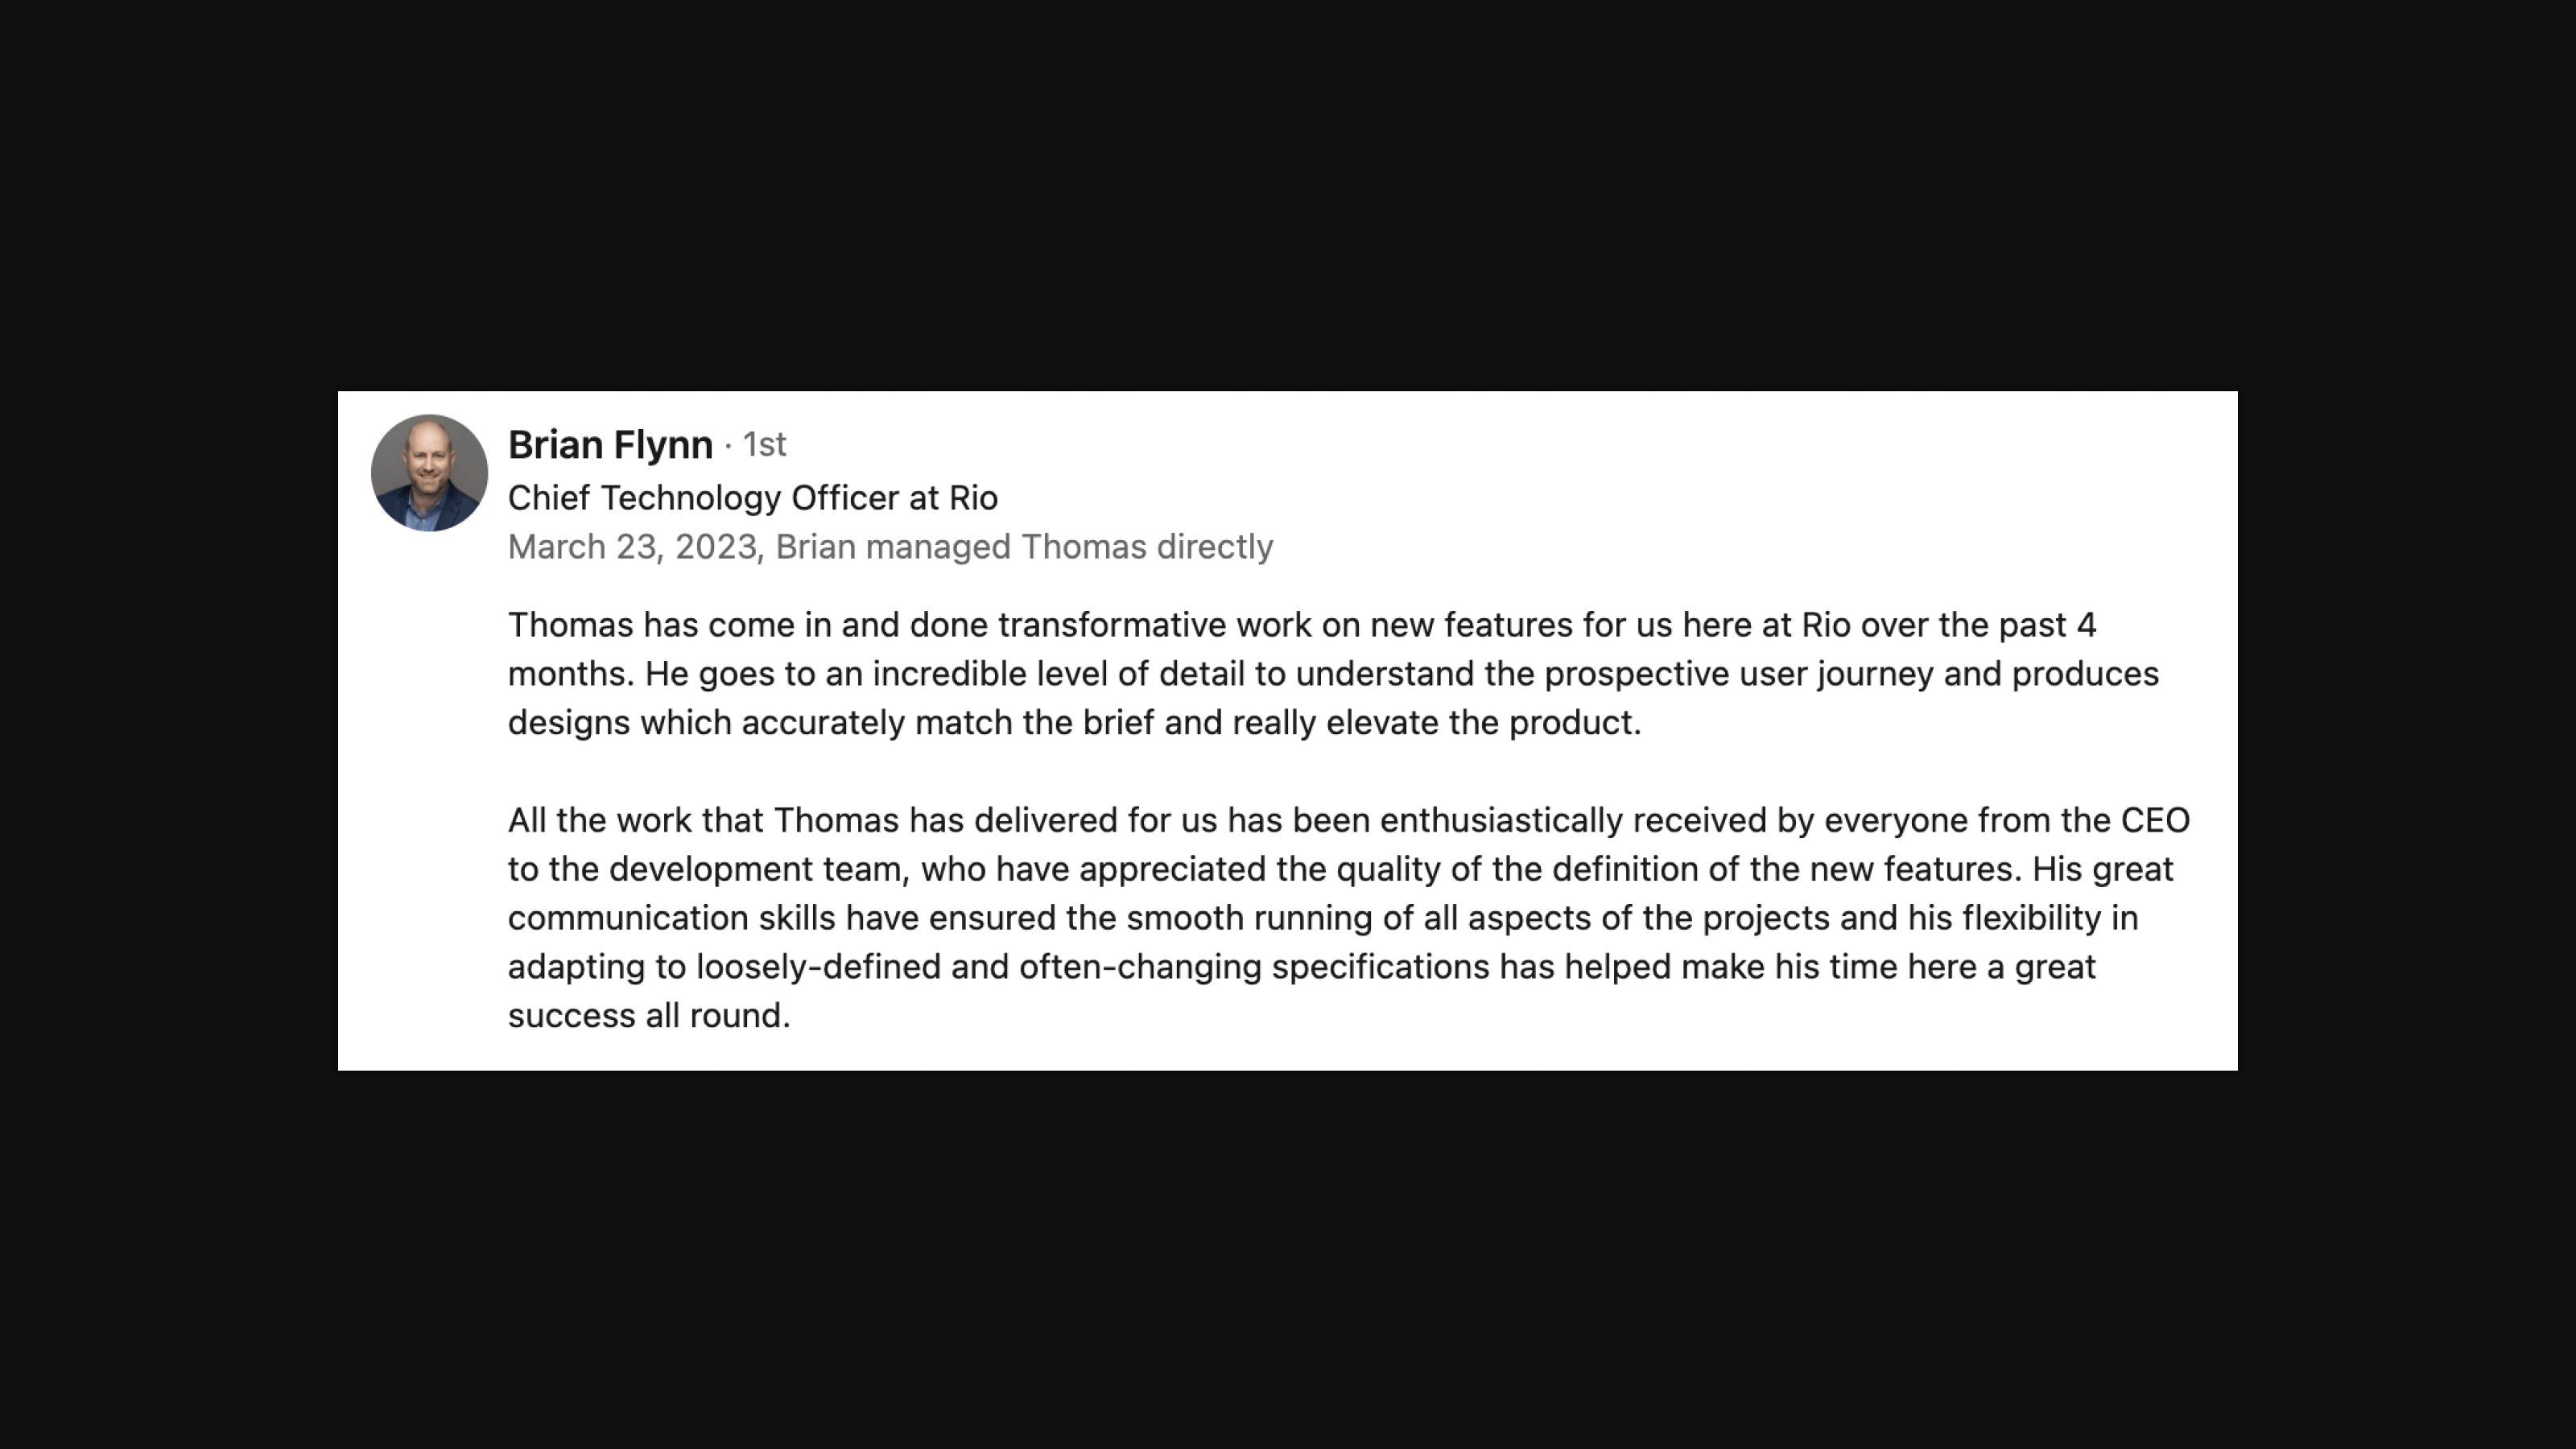 Brian Flynn · 1st
Chief Technology Officer at Rio
March 23, 2023, Brian managed Thomas directly
Thomas has come in and done transformative work on new features for us here at Rio over the past 4
months. He goes to an incredible level of detail to understand the prospective user journey and produces
designs which accurately match the brief and really elevate the product.
All the work that Thomas has delivered for us has been enthusiastically received by everyone from the CEO
to the development team, who have appreciated the quality of the definition of the new features. His great
communication skills have ensured the smooth running of all aspects of the projects and his flexibility in
adapting to loosely-defined and often-changing specifications has helped make his time here a great
success all round.